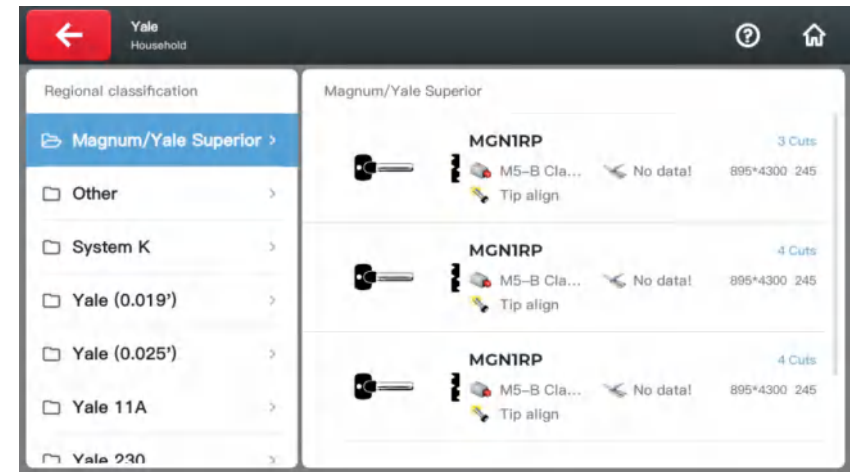 Yale
Household
Regional classification
Magnum/Yale Superior
Other
System K
Yale (0.019')
Yale (0.025')
Yale 11A
Yale 230
Magnum/Yale Superior
MGN1RP
3 Cuts
M5-B Cla... No data! 895*4300 245
Tip align
MGN1RP
4 Cuts
M5-B Cla... No data! 895*4300 245
Tip align
MGN1RP
4 Cuts
M5-B Cla... No data! 895*4300 245
Tip align